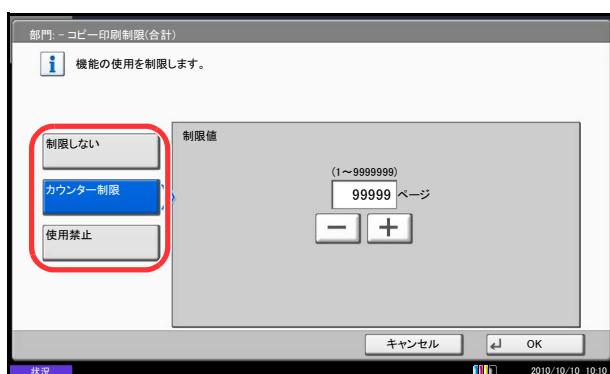 部門: − コピー印刷制限(合計)
機能の使用を制限します。
制限しない
カウンター制限
使用禁止
制限値
(1～9999999)
99999 ページ
− +
キャンセル
OK
状況
2010/10/10 10:10